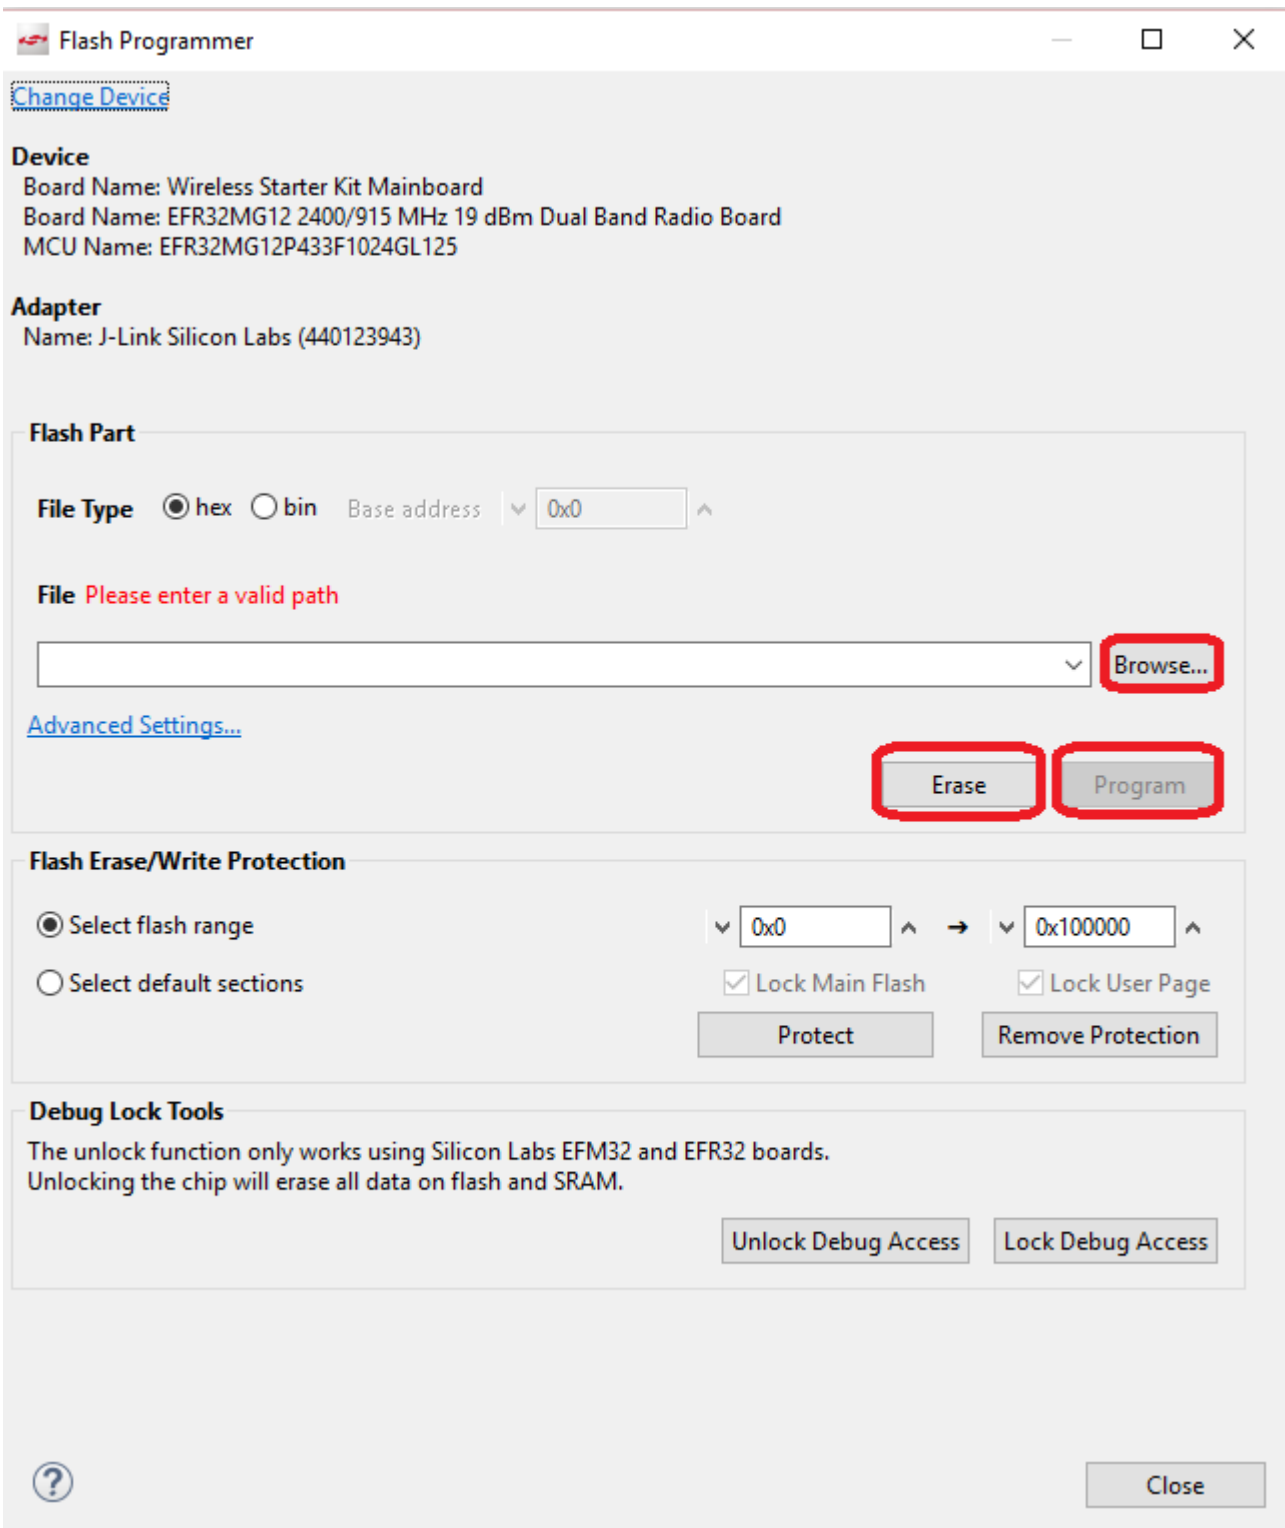 Flash Programmer
Change Device
Device
Board Name: Wireless Starter Kit Mainboard
Board Name: EFR32MG12 2400/915 MHz 19 dBm Dual Band Radio Board
MCU Name: EFR32MG12P433F1024GL125
Adapter
Name: J-Link Silicon Labs (440123943)
Flash Part
File Type hex bin Base address 0x0
File Please enter a valid path
Browse...
Advanced Settings...
Erase Program
Flash Erase/Write Protection
Select flash range 0x0 → 0x100000
Select default sections Lock Main Flash Lock User Page
Protect Remove Protection
Debug Lock Tools
The unlock function only works using Silicon Labs EFM32 and EFR32 boards.
Unlocking the chip will erase all data on flash and SRAM.
Unlock Debug Access Lock Debug Access
? Close